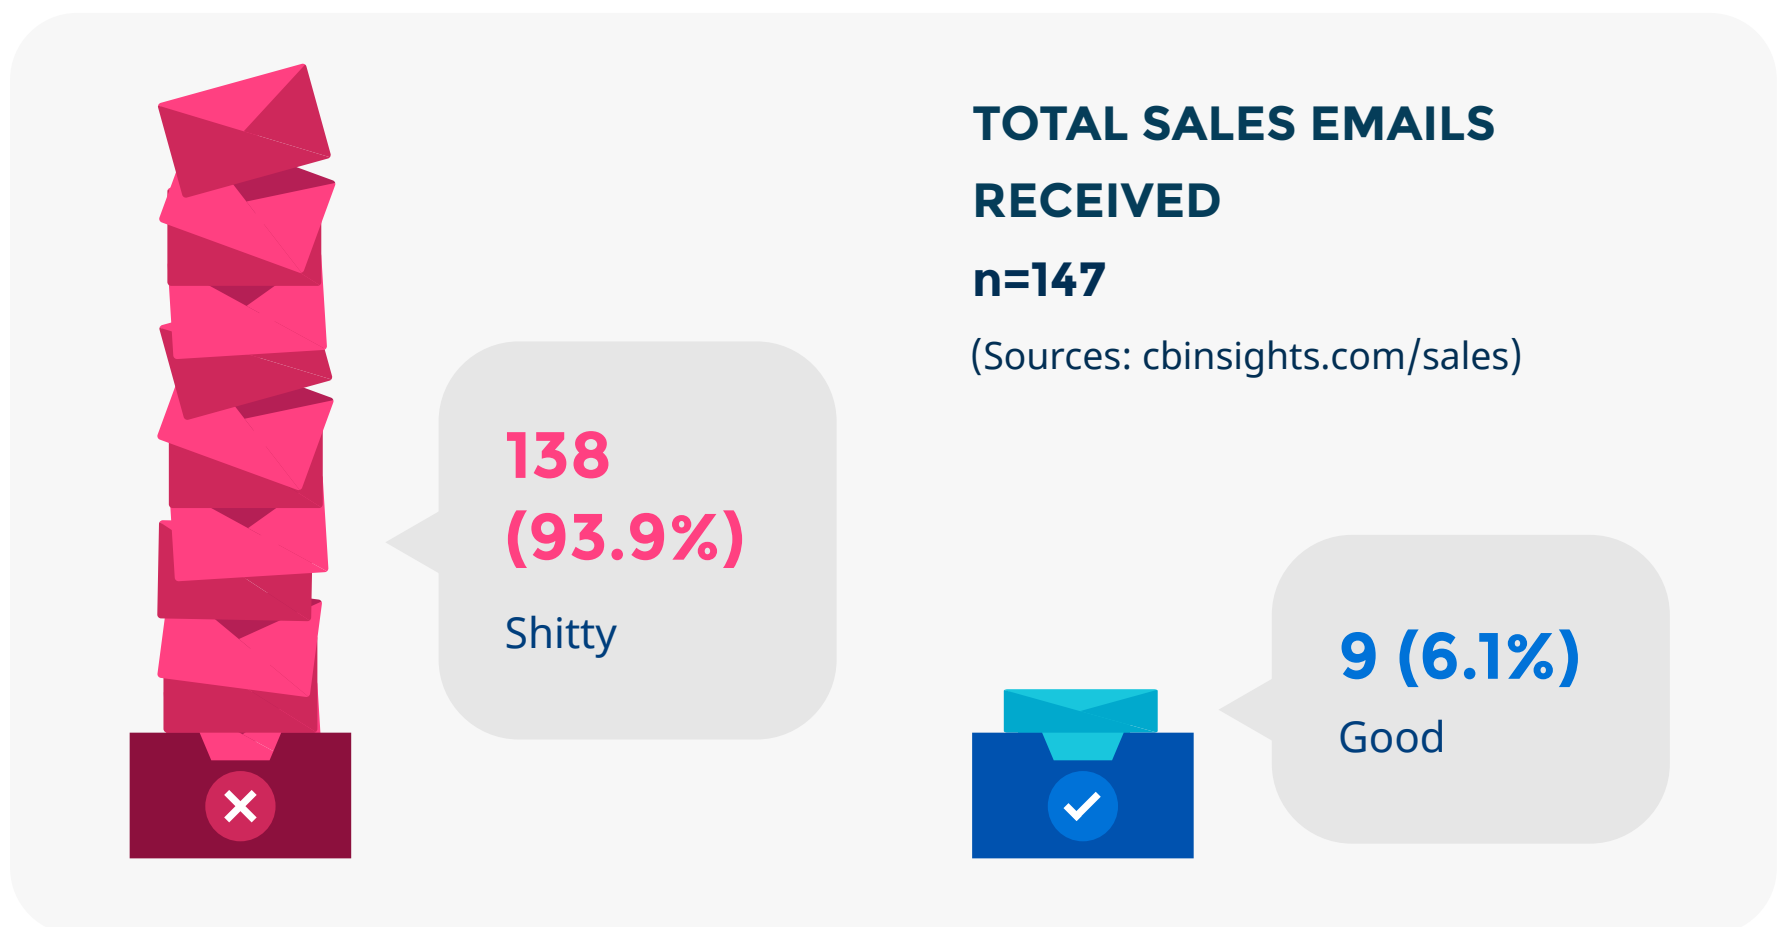 TOTAL SALES EMAILS
RECEIVED
n=147
(Sources: cbinsights.com/sales)
138
(93.9%)
Shitty
9 (6.1%)
Good